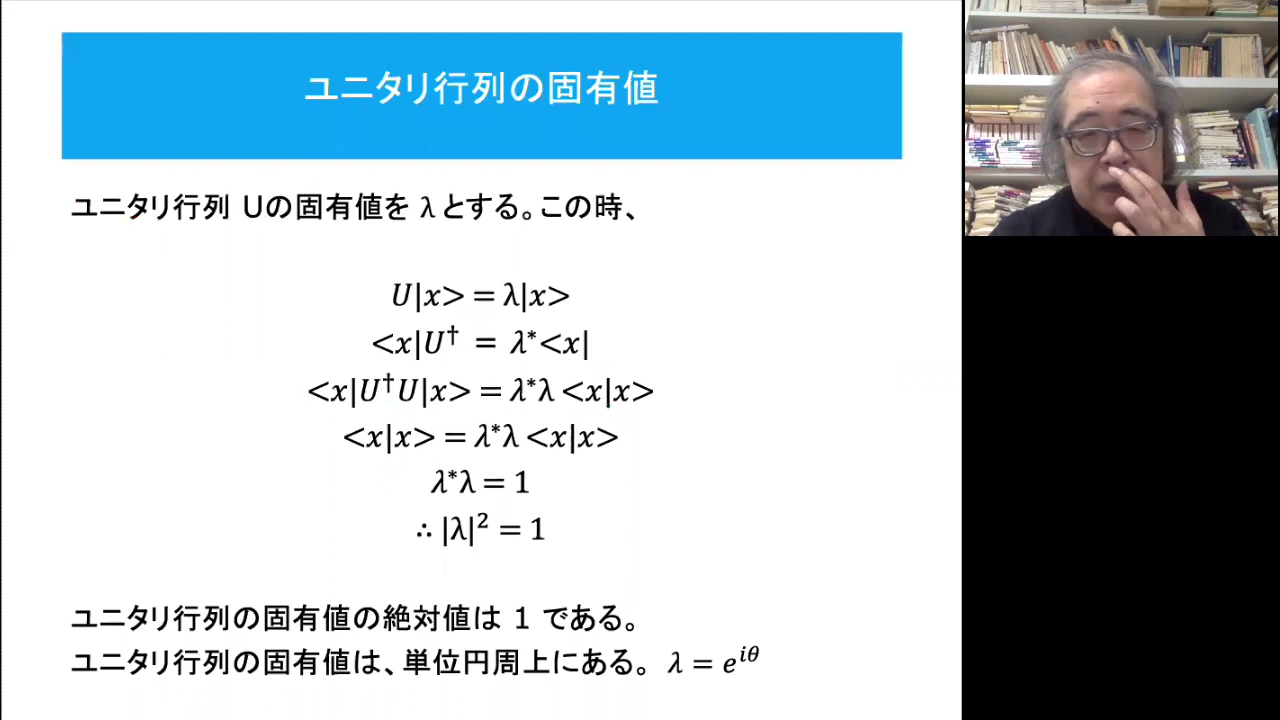 ユニタリ行列の固有値
ユニタリ行列 Uの固有値を λ とする。この時、
U|x> = λ|x>
<x|U† = λ*<x|
<x|U†U|x> = λ*λ <x|x>
<x|x> = λ*λ <x|x>
λ*λ = 1
∴ |λ|² = 1
ユニタリ行列の固有値の絶対値は 1 である。
ユニタリ行列の固有値は、単位円周上にある。 λ = e^{iθ}